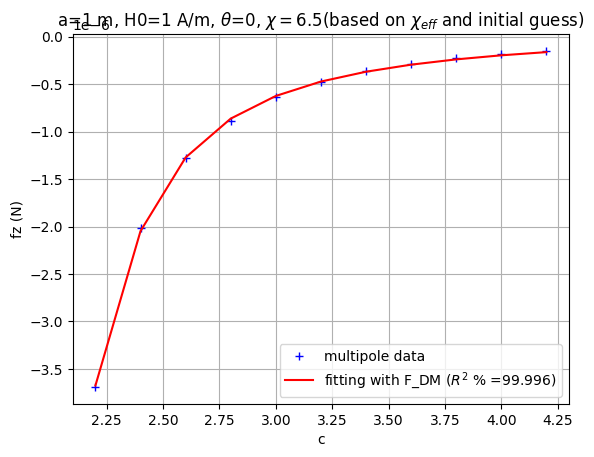 a=1 m, H0=1 A/m, θ=0, χ = 6.5(based on χ_eff and initial guess)
1e−6
0.0
−0.5
−1.0
−1.5
−2.0
−2.5
−3.0
−3.5
fz (N)
multipole data
fitting with F_DM (R² % =99.996)
2.25 2.50 2.75 3.00 3.25 3.50 3.75 4.00 4.25
c